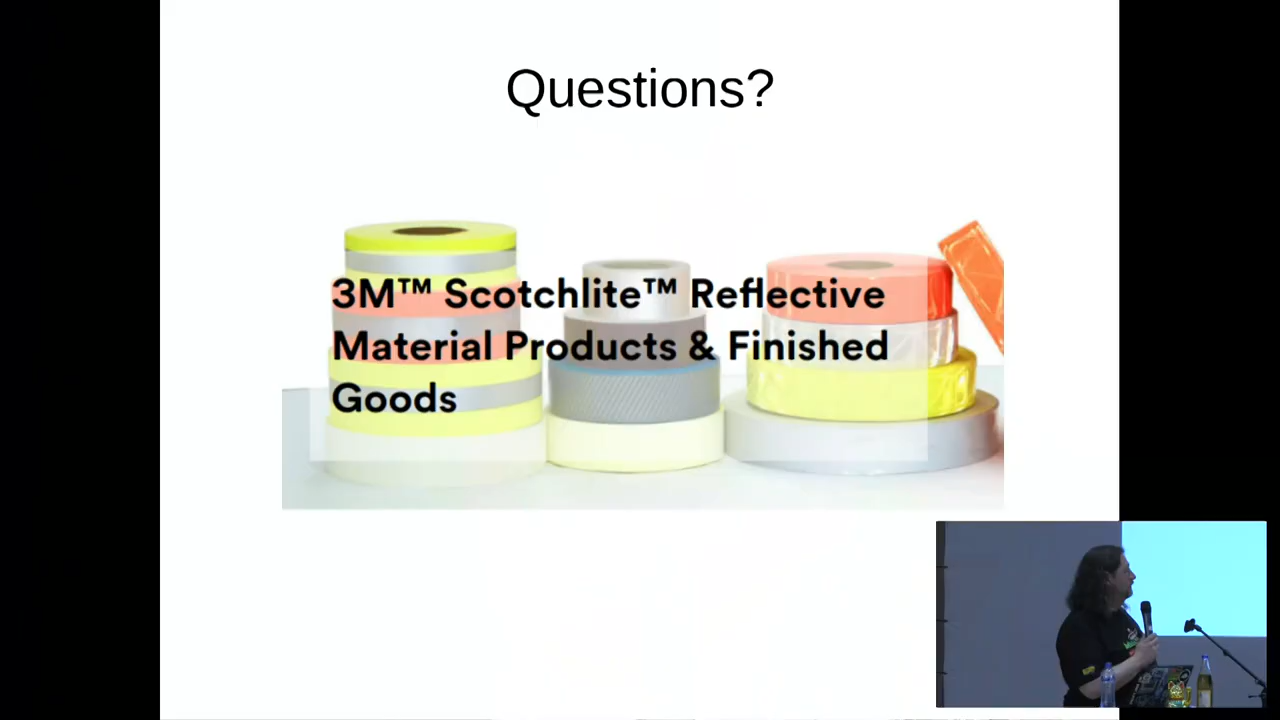 Questions?
3M™ Scotchlite™ Reflective
Material Products & Finished
Goods